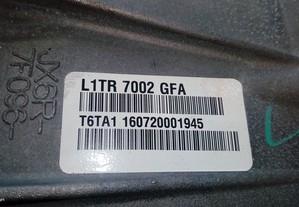 JX6R-
7F096-
L1TR 7002 GFA
T6TA1 160720001945